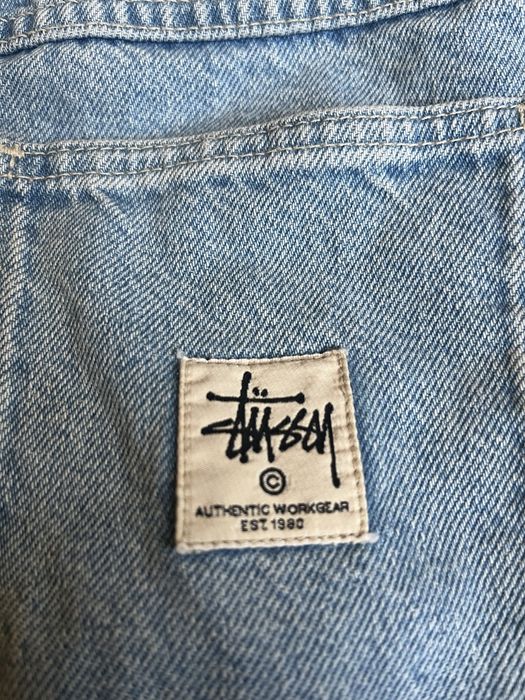 Stüssy
©
AUTHENTIC WORKGEAR
EST. 1980